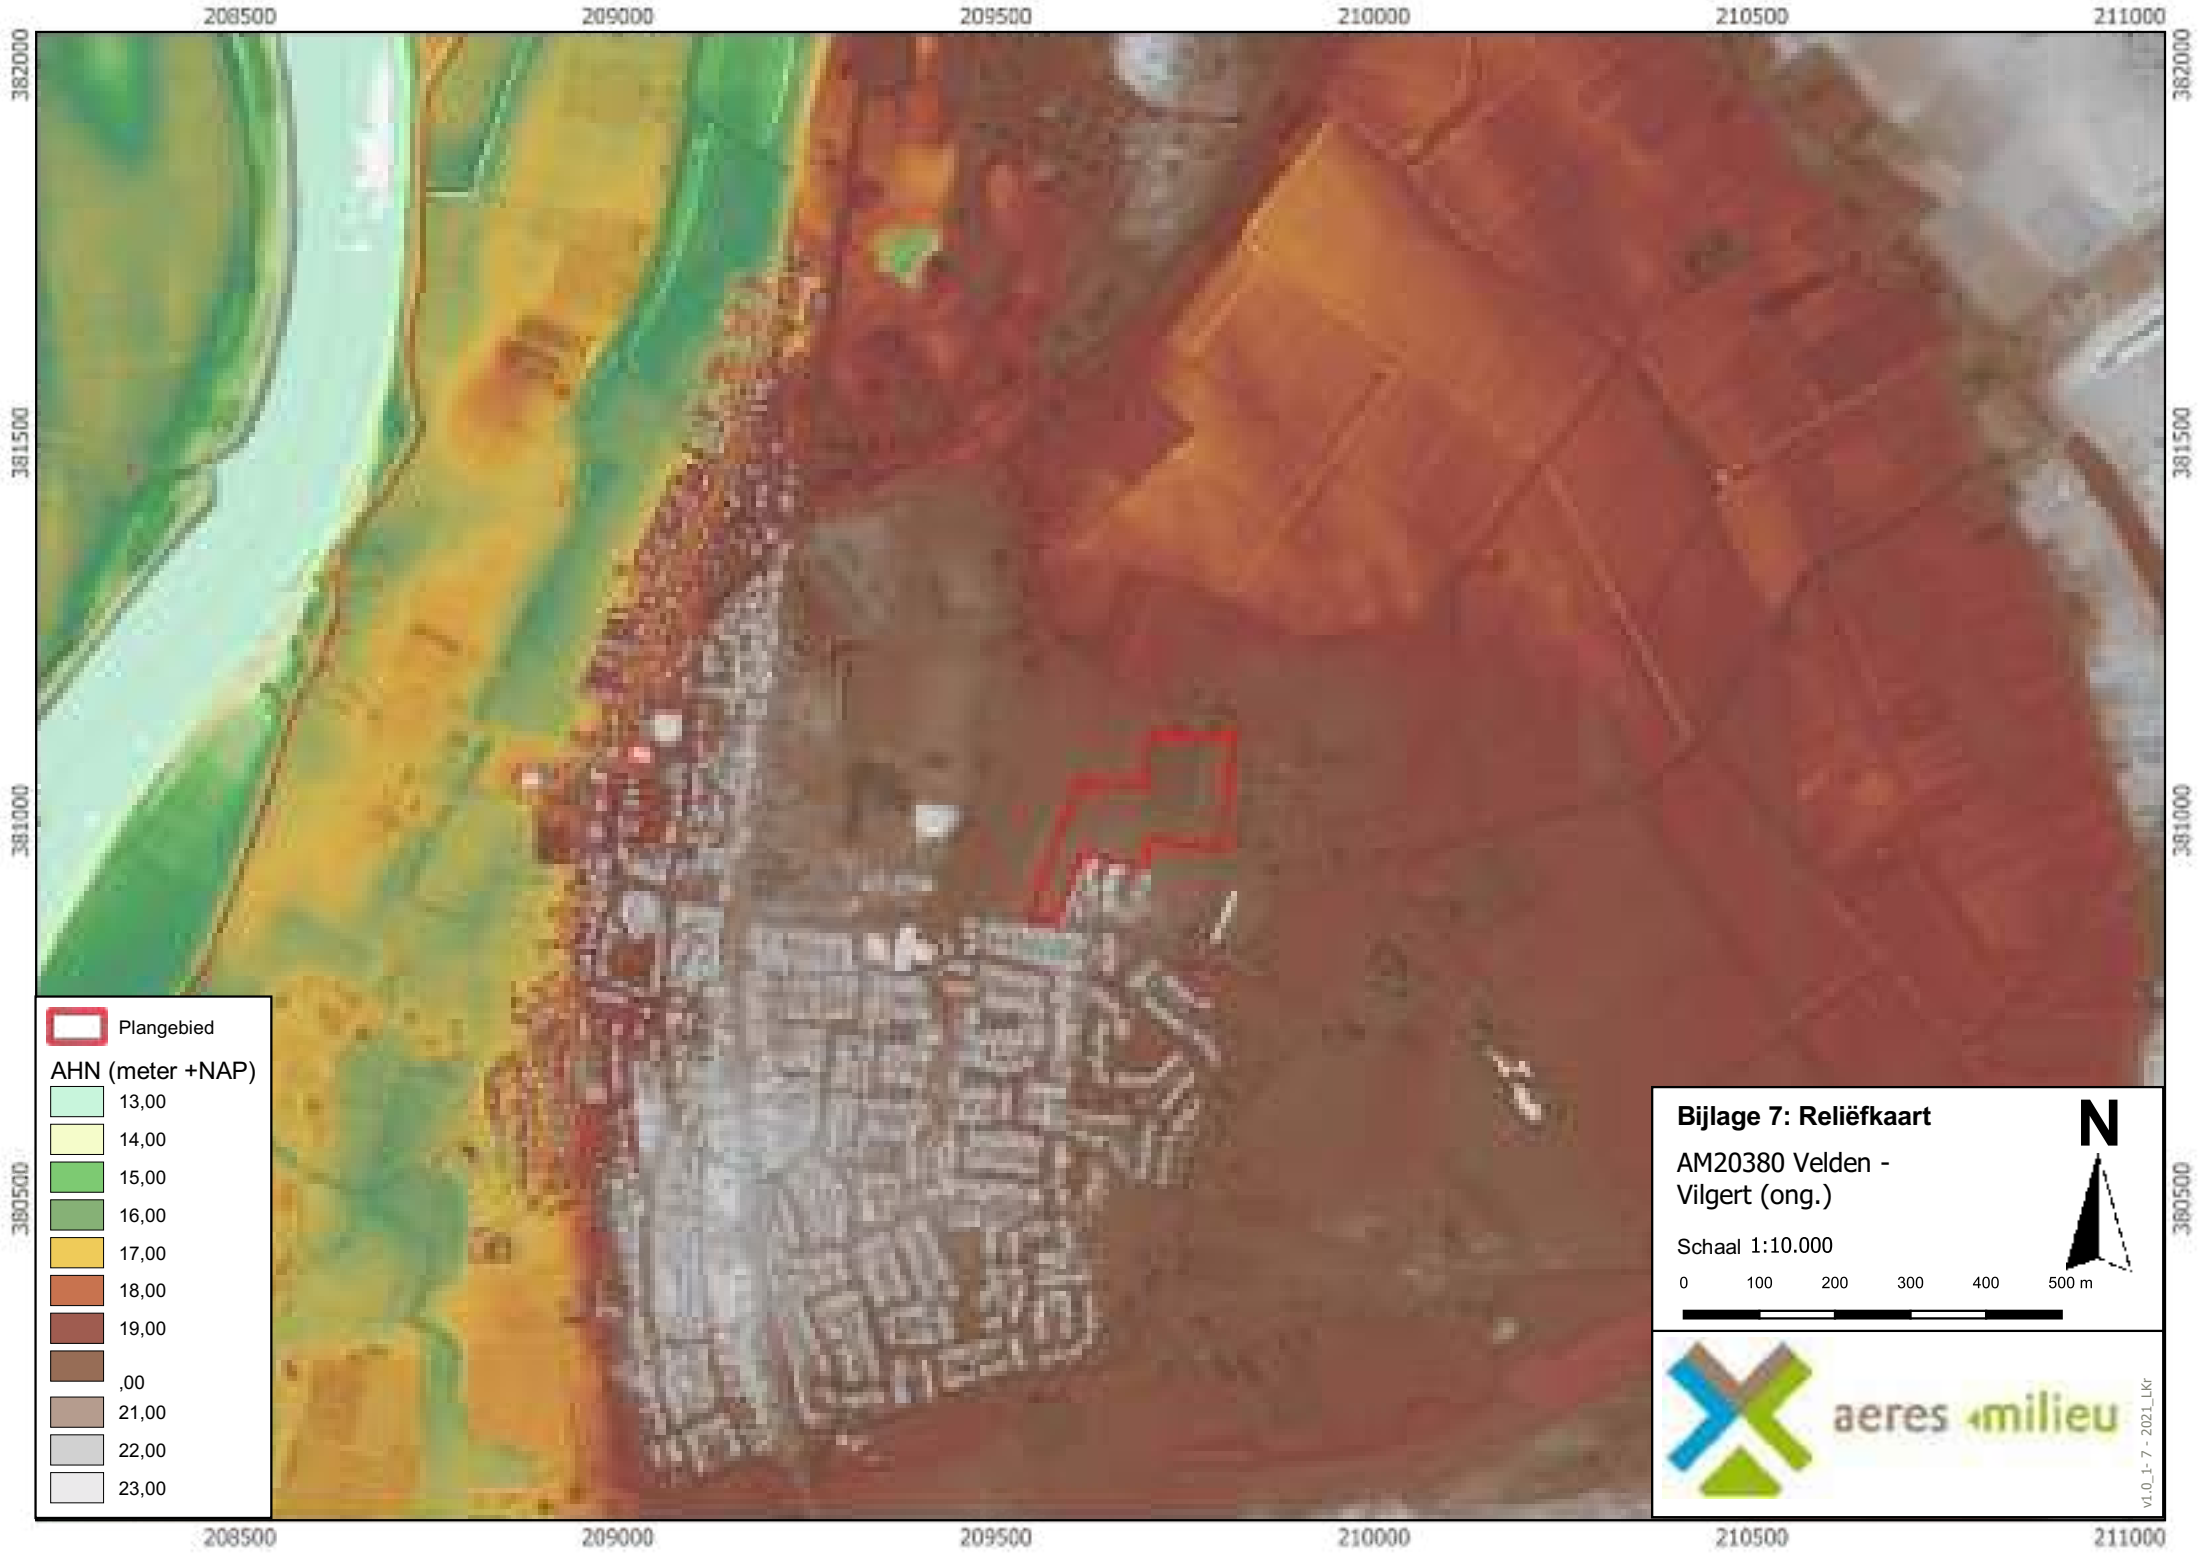 208500 209000 209500 210000 210500 211000
382000 382000
381500 381500
381000 381000
380500 380500
Plangebied
AHN (meter +NAP)
13,00
14,00
15,00
16,00
17,00
18,00
19,00
,00
21,00
22,00
23,00
Bijlage 7: Reliëfkaart
N
AM20380 Velden -
Vilgert (ong.)
Schaal 1:10.000
0 100 200 300 400 500 m
aeres milieu
v1.0_1- 7 - 2021_LKr
208500 209000 209500 210000 210500 211000